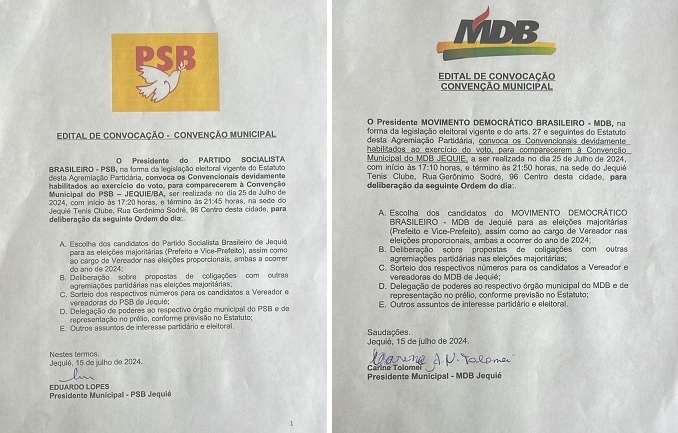 PSB
EDITAL DE CONVOCAÇÃO - CONVENÇÃO MUNICIPAL
O Presidente do PARTIDO SOCIALISTA
BRASILEIRO - PSB, na forma da legislação eleitoral vigente do Estatuto
desta Agremiação Partidária, convoca os Convencionais devidamente
habilitados ao exercício do voto, para comparecerem à Convenção
Municipal do PSB – JEQUIE/BA, ser realizada no dia 25 de Julho de
2024, com início às 17:20 horas, e término às 21:45 horas, na sede do
Jequié Tenis Clube, Rua Gerônimo Sodré, 96 Centro desta cidade, para
deliberação da seguinte Ordem do dia:.
A. Escolha dos candidatos do Partido Socialista Brasileiro de Jequié
para as eleições majoritárias (Prefeito e Vice-Prefeito), assim como
ao cargo de Vereador nas eleições proporcionais, ambas a ocorrer
do ano de 2024;
B. Deliberação sobre propostas de coligações com outras
agremiações partidárias nas eleições majoritárias;
C. Sorteio dos respectivos números para os candidatos a Vereador e
vereadoras do PSB de Jequié;
D. Delegação de poderes ao respectivo órgão municipal do PSB e de
representação no prélio, conforme previsão no Estatuto;
E. Outros assuntos de interesse partidário e eleitoral.
Nestes termos.
Jequié, 15 de julho de 2024.
EDUARDO LOPES
Presidente Municipal - PSB Jequié
1
MDB
EDITAL DE CONVOCAÇÃO
CONVENÇÃO MUNICIPAL
O Presidente MOVIMENTO DEMOCRÁTICO BRASILEIRO - MDB, na
forma da legislação eleitoral vigente e do arts. 27 e seguintes do Estatuto
desta Agremiação Partidária, convoca os Convencionais devidamente
habilitados ao exercício do voto, para comparecerem à Convenção
Municipal do MDB JEQUIE, a ser realizada no dia 25 de Julho de 2024,
com início às 17:10 horas, e término às 21:50 horas, na sede do Jequié
Tenis Clube, Rua Gerônimo Sodré, 96 Centro desta cidade, para
deliberação da seguinte Ordem do dia:.
A. Escolha dos candidatos do MOVIMENTO DEMOCRÁTICO
BRASILEIRO - MDB de Jequié para as eleições majoritárias
(Prefeito e Vice-Prefeito), assim como ao cargo de Vereador nas
eleições proporcionais, ambas a ocorrer do ano de 2024;
B. Deliberação sobre propostas de coligações com outras
agremiações partidárias nas eleições majoritárias;
C. Sorteio dos respectivos números para os candidatos a Vereador e
vereadoras do MDB de Jequié;
D. Delegação de poderes ao respectivo órgão municipal do MDB e de
representação no prélio, conforme previsão no Estatuto;
E. Outros assuntos de interesse partidário e eleitoral.
Saudações.
Jequié, 15 de julho de 2024.
Carine A. N. Tolomei
Carine Tolomei
Presidente Municipal - MDB Jequié